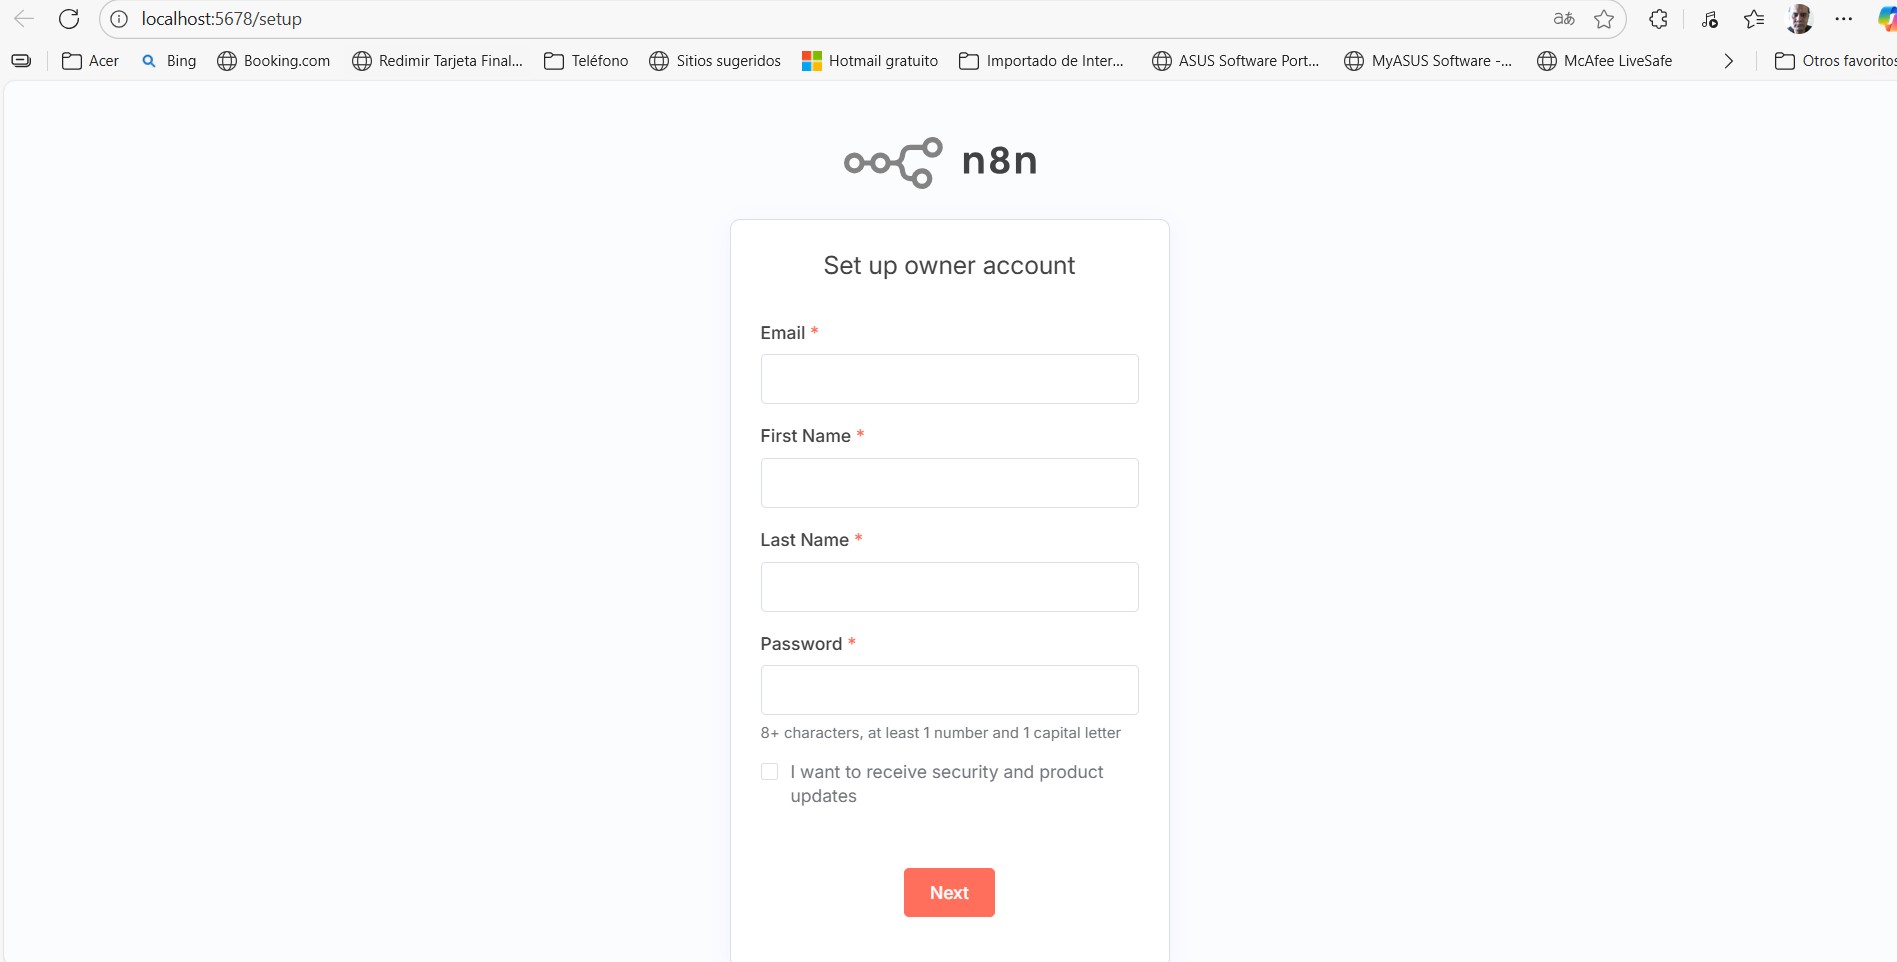 localhost:5678/setup
Acer Bing Booking.com Redimir Tarjeta Final... Teléfono Sitios sugeridos Hotmail gratuito Importado de Inter... ASUS Software Port... MyASUS Software -... McAfee LiveSafe Otros favoritos
n8n
Set up owner account
Email *
First Name *
Last Name *
Password *
8+ characters, at least 1 number and 1 capital letter
I want to receive security and product
updates
Next